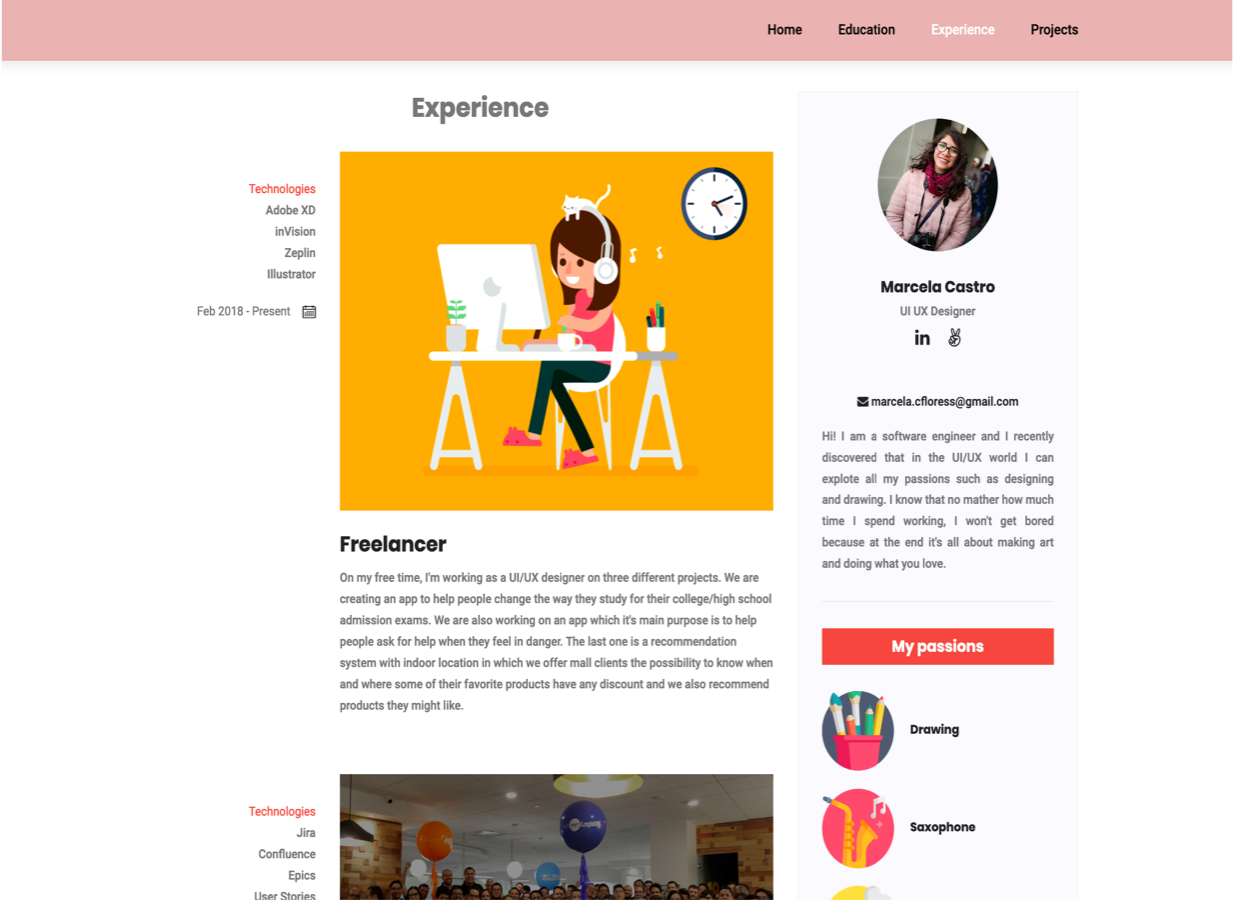 Home Education Experience Projects
Experience
Technologies
Adobe XD
inVision
Zeplin
Illustrator
Feb 2018 - Present
Freelancer
On my free time, I'm working as a UI/UX designer on three different projects. We are
creating an app to help people change the way they study for their college/high school
admission exams. We are also working on an app which it's main purpose is to help
people ask for help when they feel in danger. The last one is a recommendation
system with indoor location in which we offer mall clients the possibility to know when
and where some of their favorite products have any discount and we also recommend
products they might like.
Technologies
Jira
Confluence
Epics
User Stories
Marcela Castro
UI UX Designer
in
marcela.cfloress@gmail.com
Hi! I am a software engineer and I recently
discovered that in the UI/UX world I can
explote all my passions such as designing
and drawing. I know that no mather how much
time I spend working, I won't get bored
because at the end it's all about making art
and doing what you love.
My passions
Drawing
Saxophone